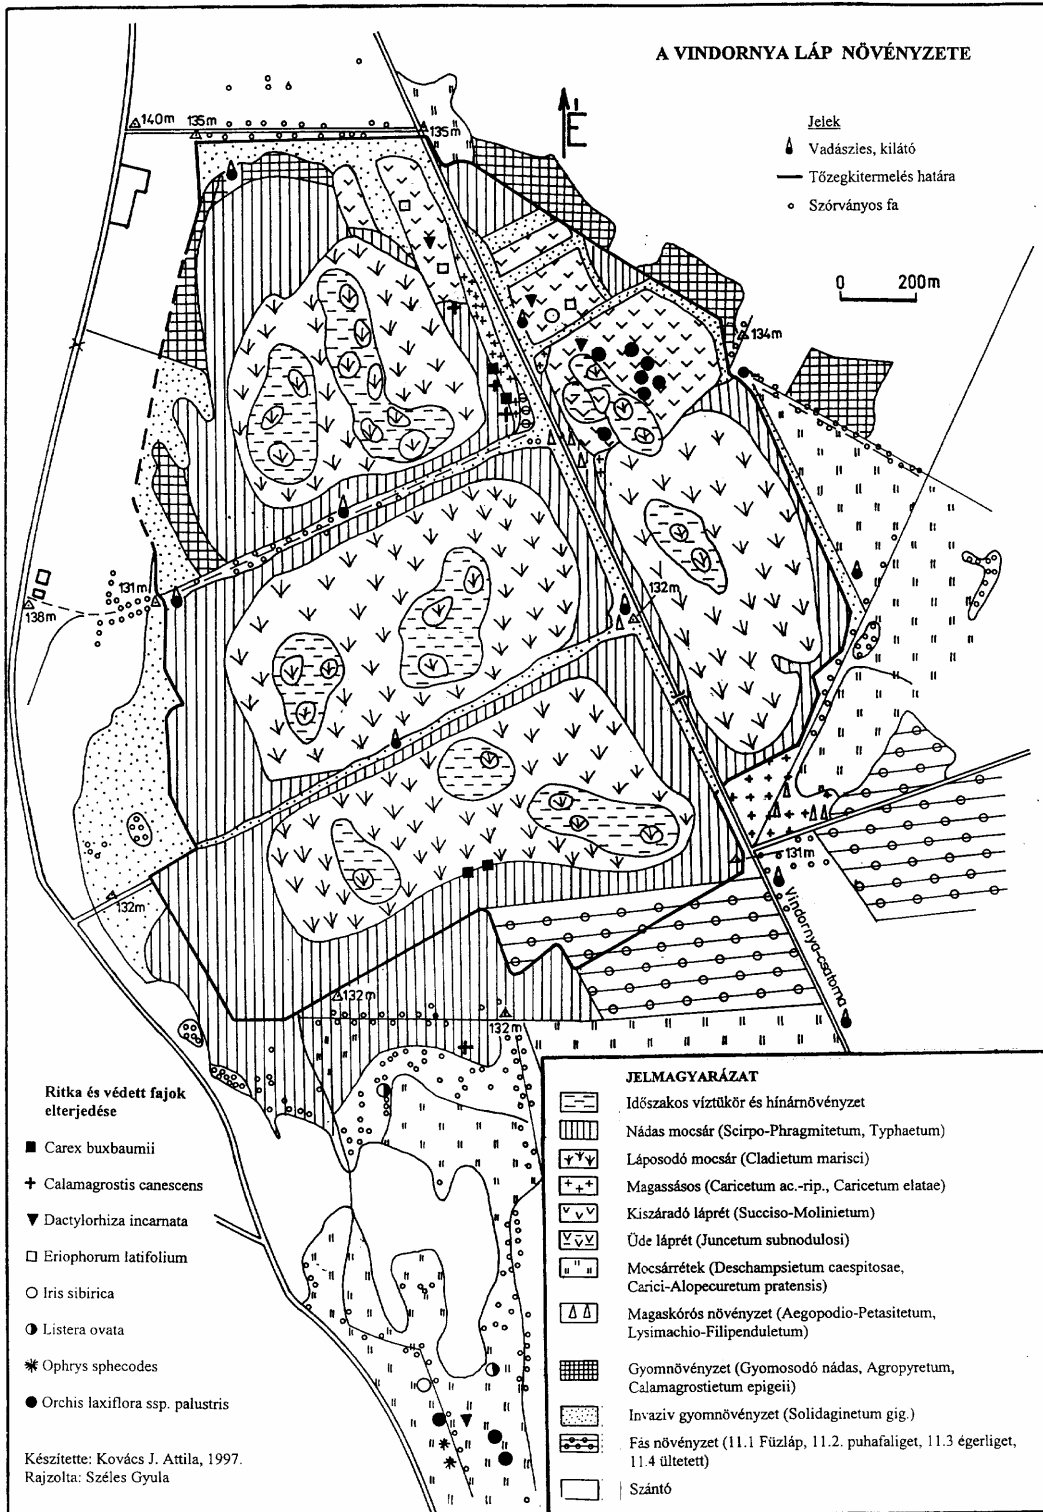 A VINDORNYA LÁP NÖVÉNYZETE
É
Jelek
Vadászles, kilátó
Tőzegkitermelés határa
Szórványos fa
0 200m
140m
135m
135m
134m
131m
138m
132m
132m
131m
132m
132m
Vindornya-csatorna
Ritka és védett fajok
elterjedése
Carex buxbaumii
Calamagrostis canescens
Dactylorhiza incarnata
Eriophorum latifolium
Iris sibirica
Listera ovata
Ophrys sphecodes
Orchis laxiflora ssp. palustris
Készítette: Kovács J. Attila, 1997.
Rajzolta: Széles Gyula
JELMAGYARÁZAT
Időszakos víztükör és hínárnövényzet
Nádas mocsár (Scirpo-Phragmitetum, Typhaetum)
Láposodó mocsár (Cladietum marisci)
Magassásos (Caricetum ac.-rip., Caricetum elatae)
Kiszáradó láprét (Succiso-Molinietum)
Üde láprét (Juncetum subnodulosi)
Mocsárrétek (Deschampsietum caespitosae,
Carici-Alopecuretum pratensis)
Magaskórós növényzet (Aegopodio-Petasitetum,
Lysimachio-Filipenduletum)
Gyomnövényzet (Gyomosodó nádas, Agropyretum,
Calamagrostietum epigeii)
Invaziv gyomnövényzet (Solidaginetum gig.)
Fás növényzet (11.1 Fűzláp, 11.2. puhafaliget, 11.3 égerliget,
11.4 ültetett)
Szántó